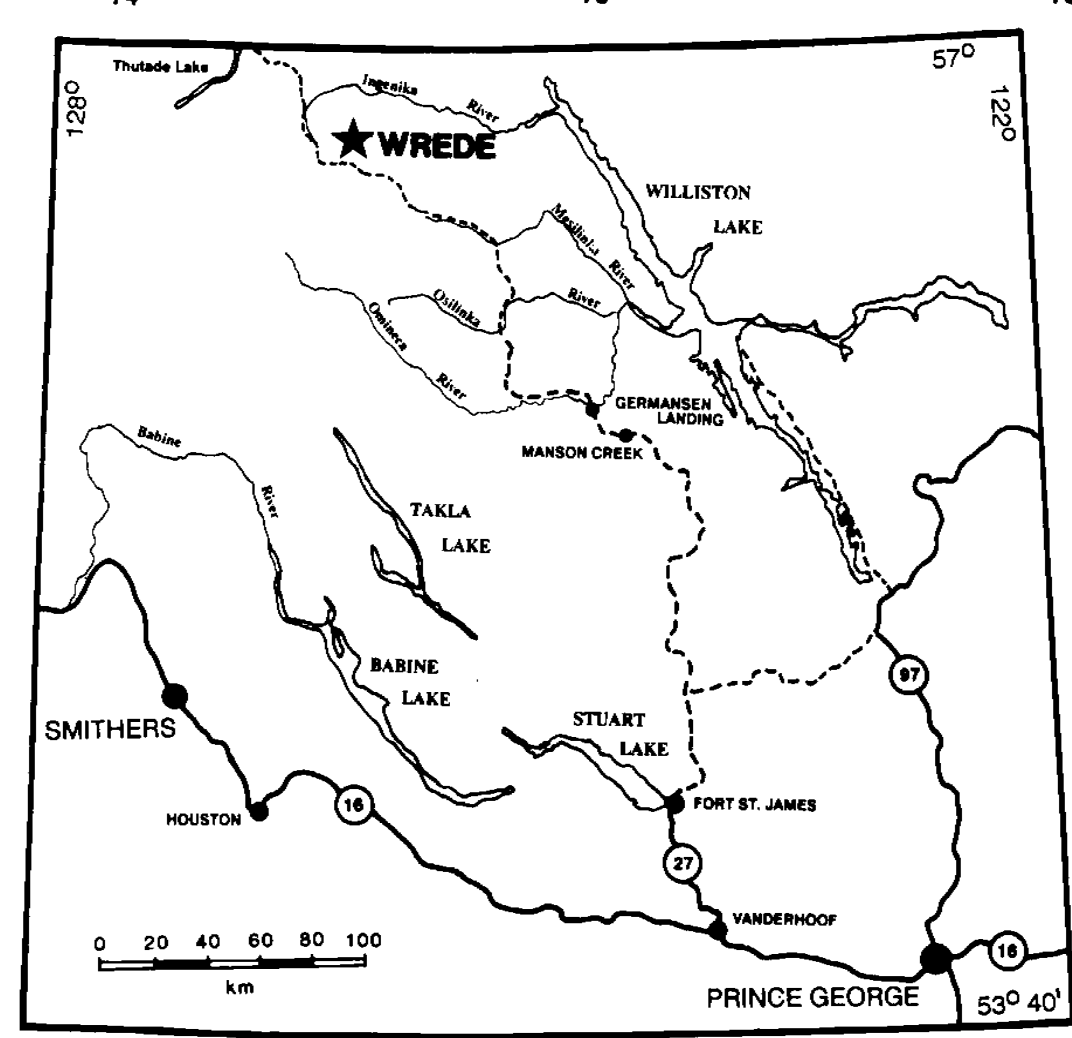 57°
Thutade Lake
128°
122°
Ingenika
River
WREDE
WILLISTON
LAKE
Mesilinka
River
Osilinka
River
Omineca
River
GERMANSEN
LANDING
MANSON CREEK
Babine
River
TAKLA
LAKE
BABINE
LAKE
97
SMITHERS
STUART
LAKE
HOUSTON
16
FORT ST. JAMES
27
VANDERHOOF
0 20 40 60 80 100
km
16
PRINCE GEORGE
53° 40'